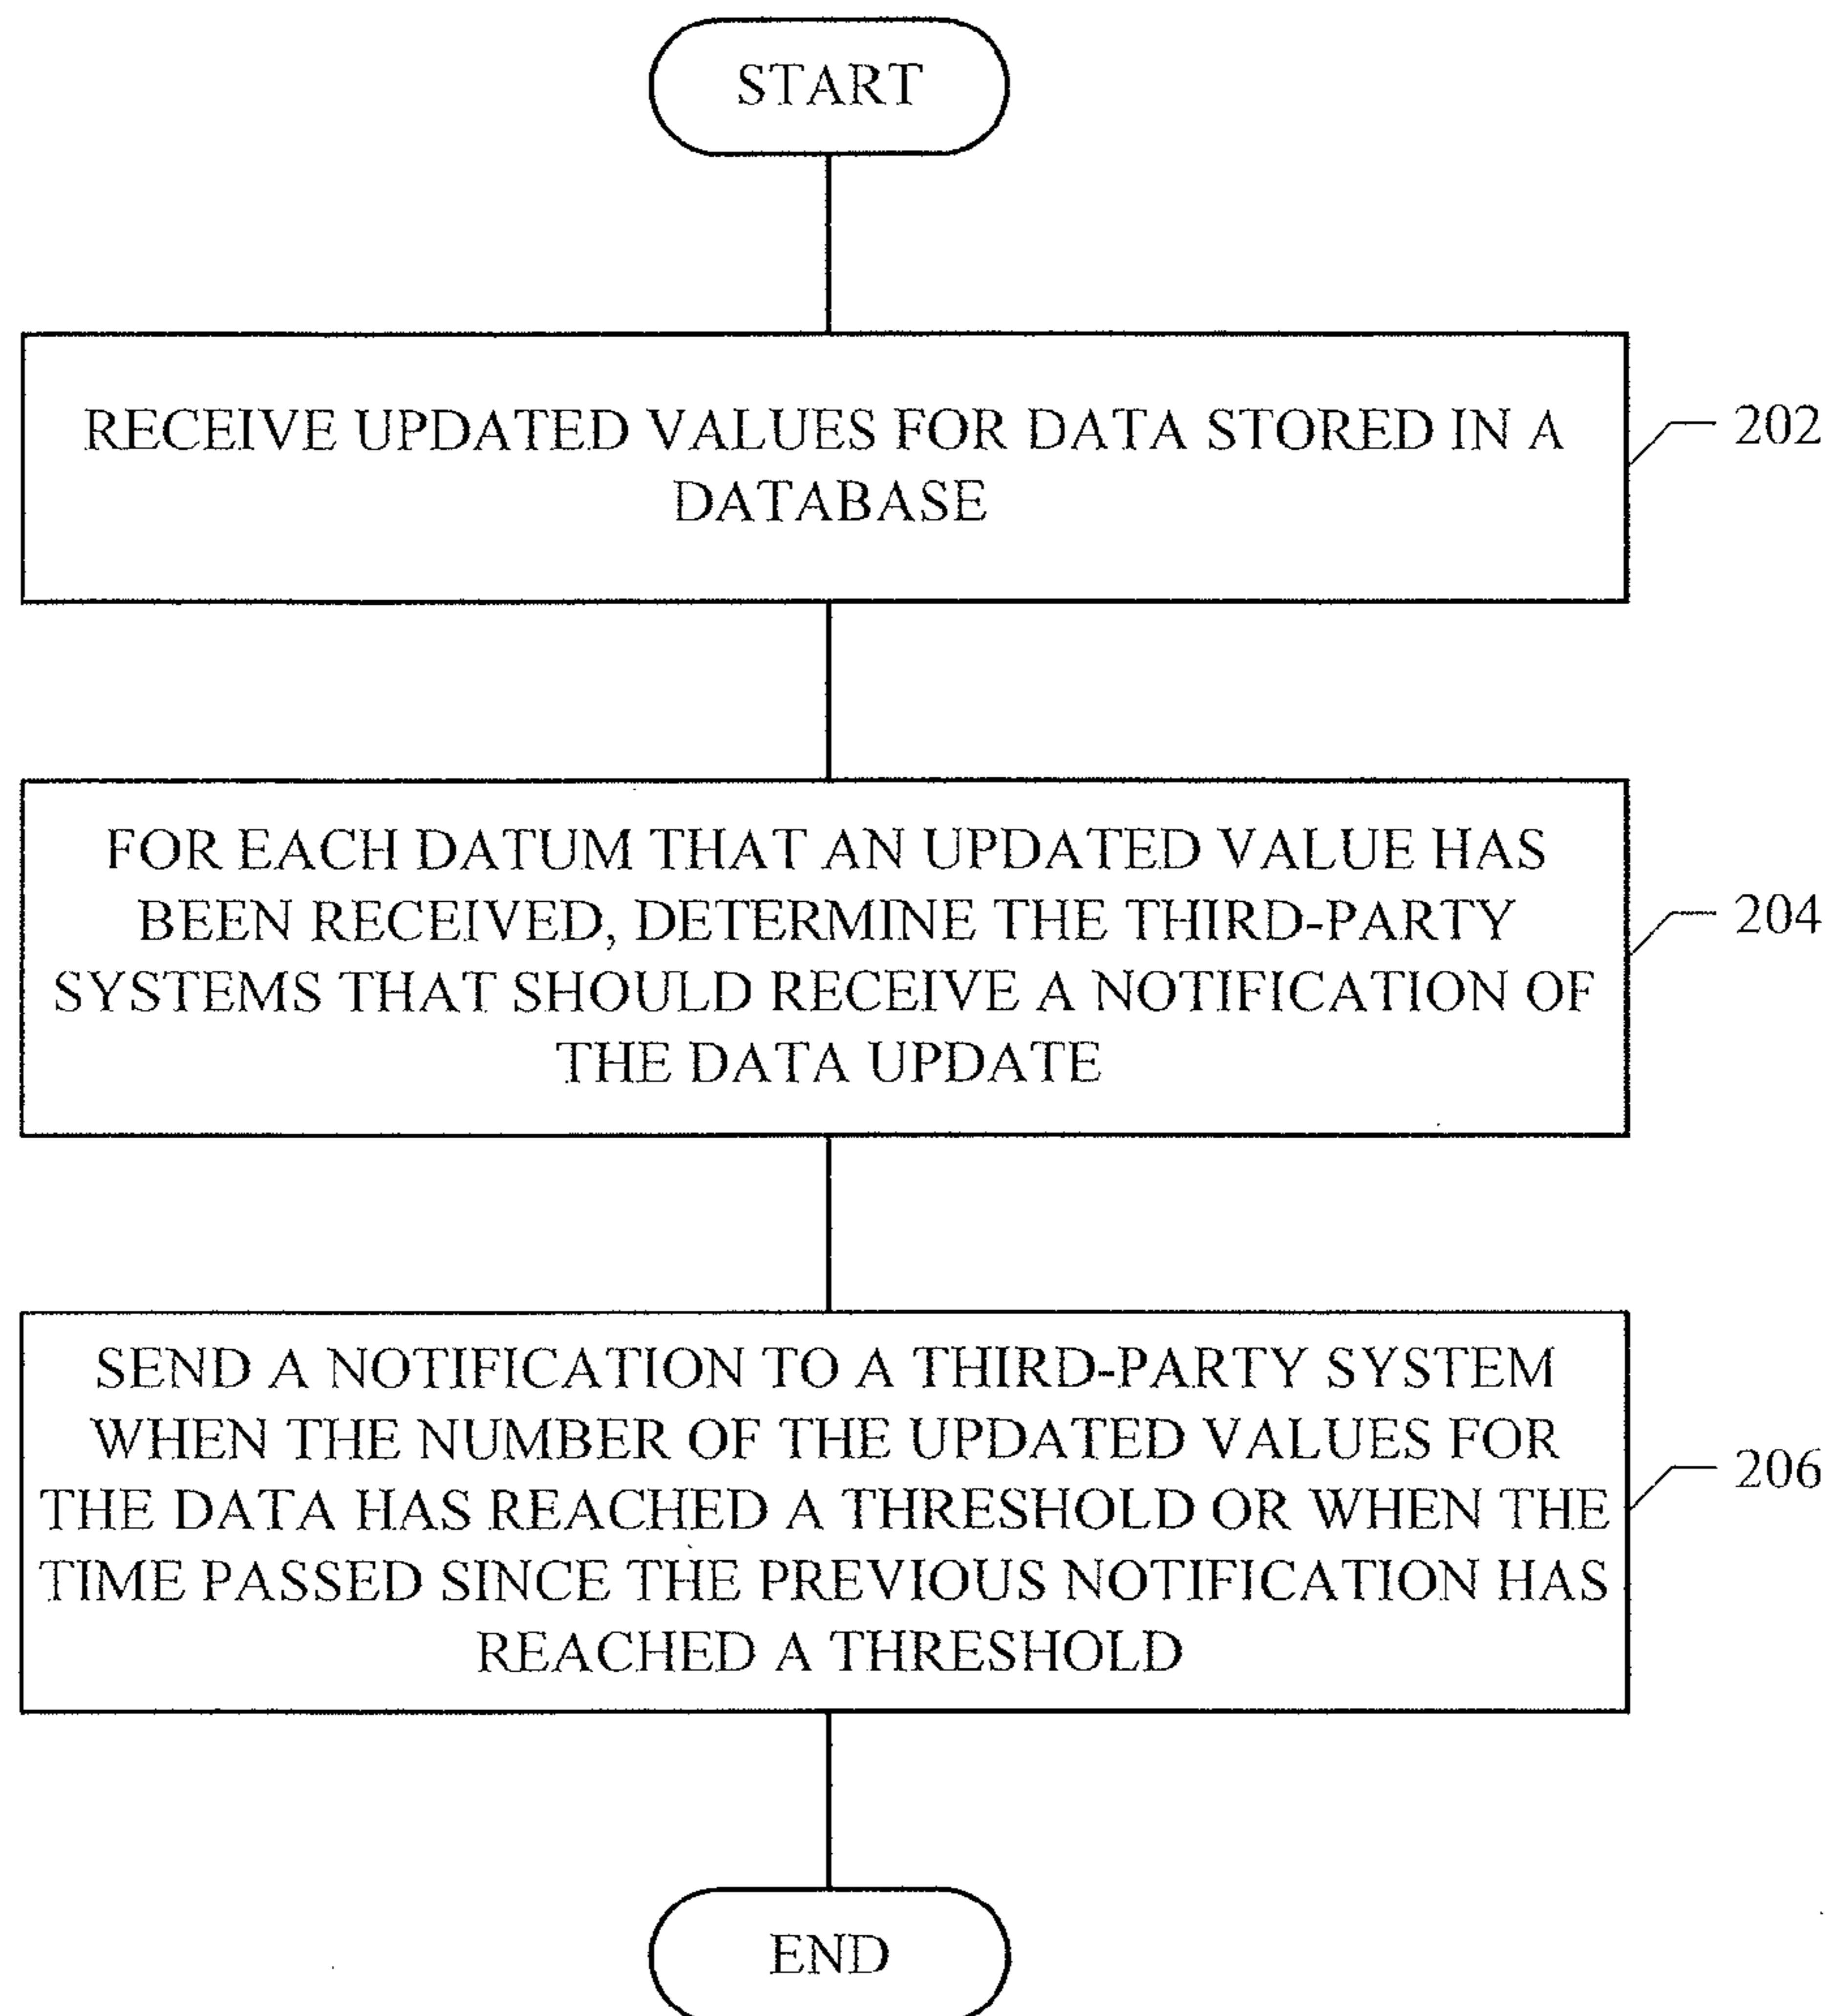 START
RECEIVE UPDATED VALUES FOR DATA STORED IN A
DATABASE
202
FOR EACH DATUM THAT AN UPDATED VALUE HAS
BEEN RECEIVED, DETERMINE THE THIRD-PARTY
SYSTEMS THAT SHOULD RECEIVE A NOTIFICATION OF
THE DATA UPDATE
204
SEND A NOTIFICATION TO A THIRD-PARTY SYSTEM
WHEN THE NUMBER OF THE UPDATED VALUES FOR
THE DATA HAS REACHED A THRESHOLD OR WHEN THE
TIME PASSED SINCE THE PREVIOUS NOTIFICATION HAS
REACHED A THRESHOLD
206
END